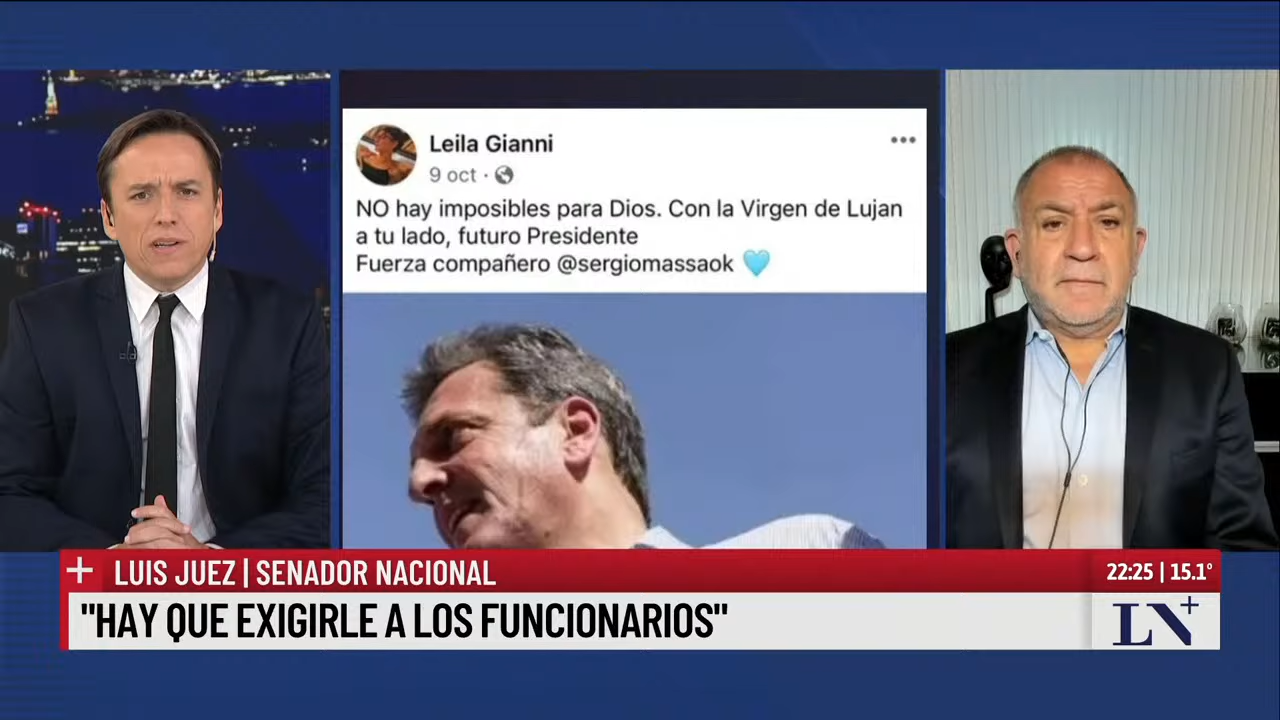 Leila Gianni
9 oct ·
NO hay imposibles para Dios. Con la Virgen de Lujan
a tu lado, futuro Presidente
Fuerza compañero @sergiomassaok 🩵
LUIS JUEZ | SENADOR NACIONAL
22:25 | 15.1°
"HAY QUE EXIGIRLE A LOS FUNCIONARIOS"
LN+